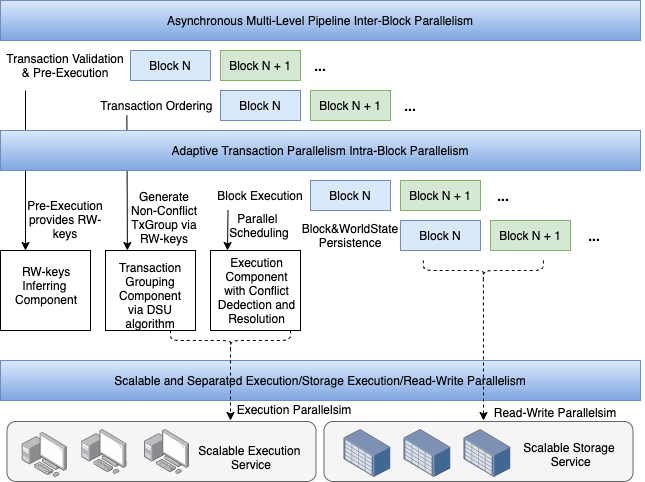 Asynchronous Multi-Level Pipeline Inter-Block Parallelism
Transaction Validation
& Pre-Execution
Block N
Block N + 1
...
Transaction Ordering
Block N
Block N + 1
...
Adaptive Transaction Parallelism Intra-Block Parallelism
Pre-Execution
provides RW-
keys
Generate
Non-Conflict
TxGroup via
RW-keys
Block Execution
Block N
Block N + 1
...
Parallel
Scheduling
Block&WorldState
Persistence
Block N
Block N + 1
...
RW-keys
Inferring
Component
Transaction
Grouping
Component
via DSU
algorithm
Execution
Component
with Conflict
Dedection and
Resolution
Scalable and Separated Execution/Storage Execution/Read-Write Parallelism
Execution Parallelsim
Read-Write Parallelsim
Scalable Execution
Service
Scalable Storage
Service